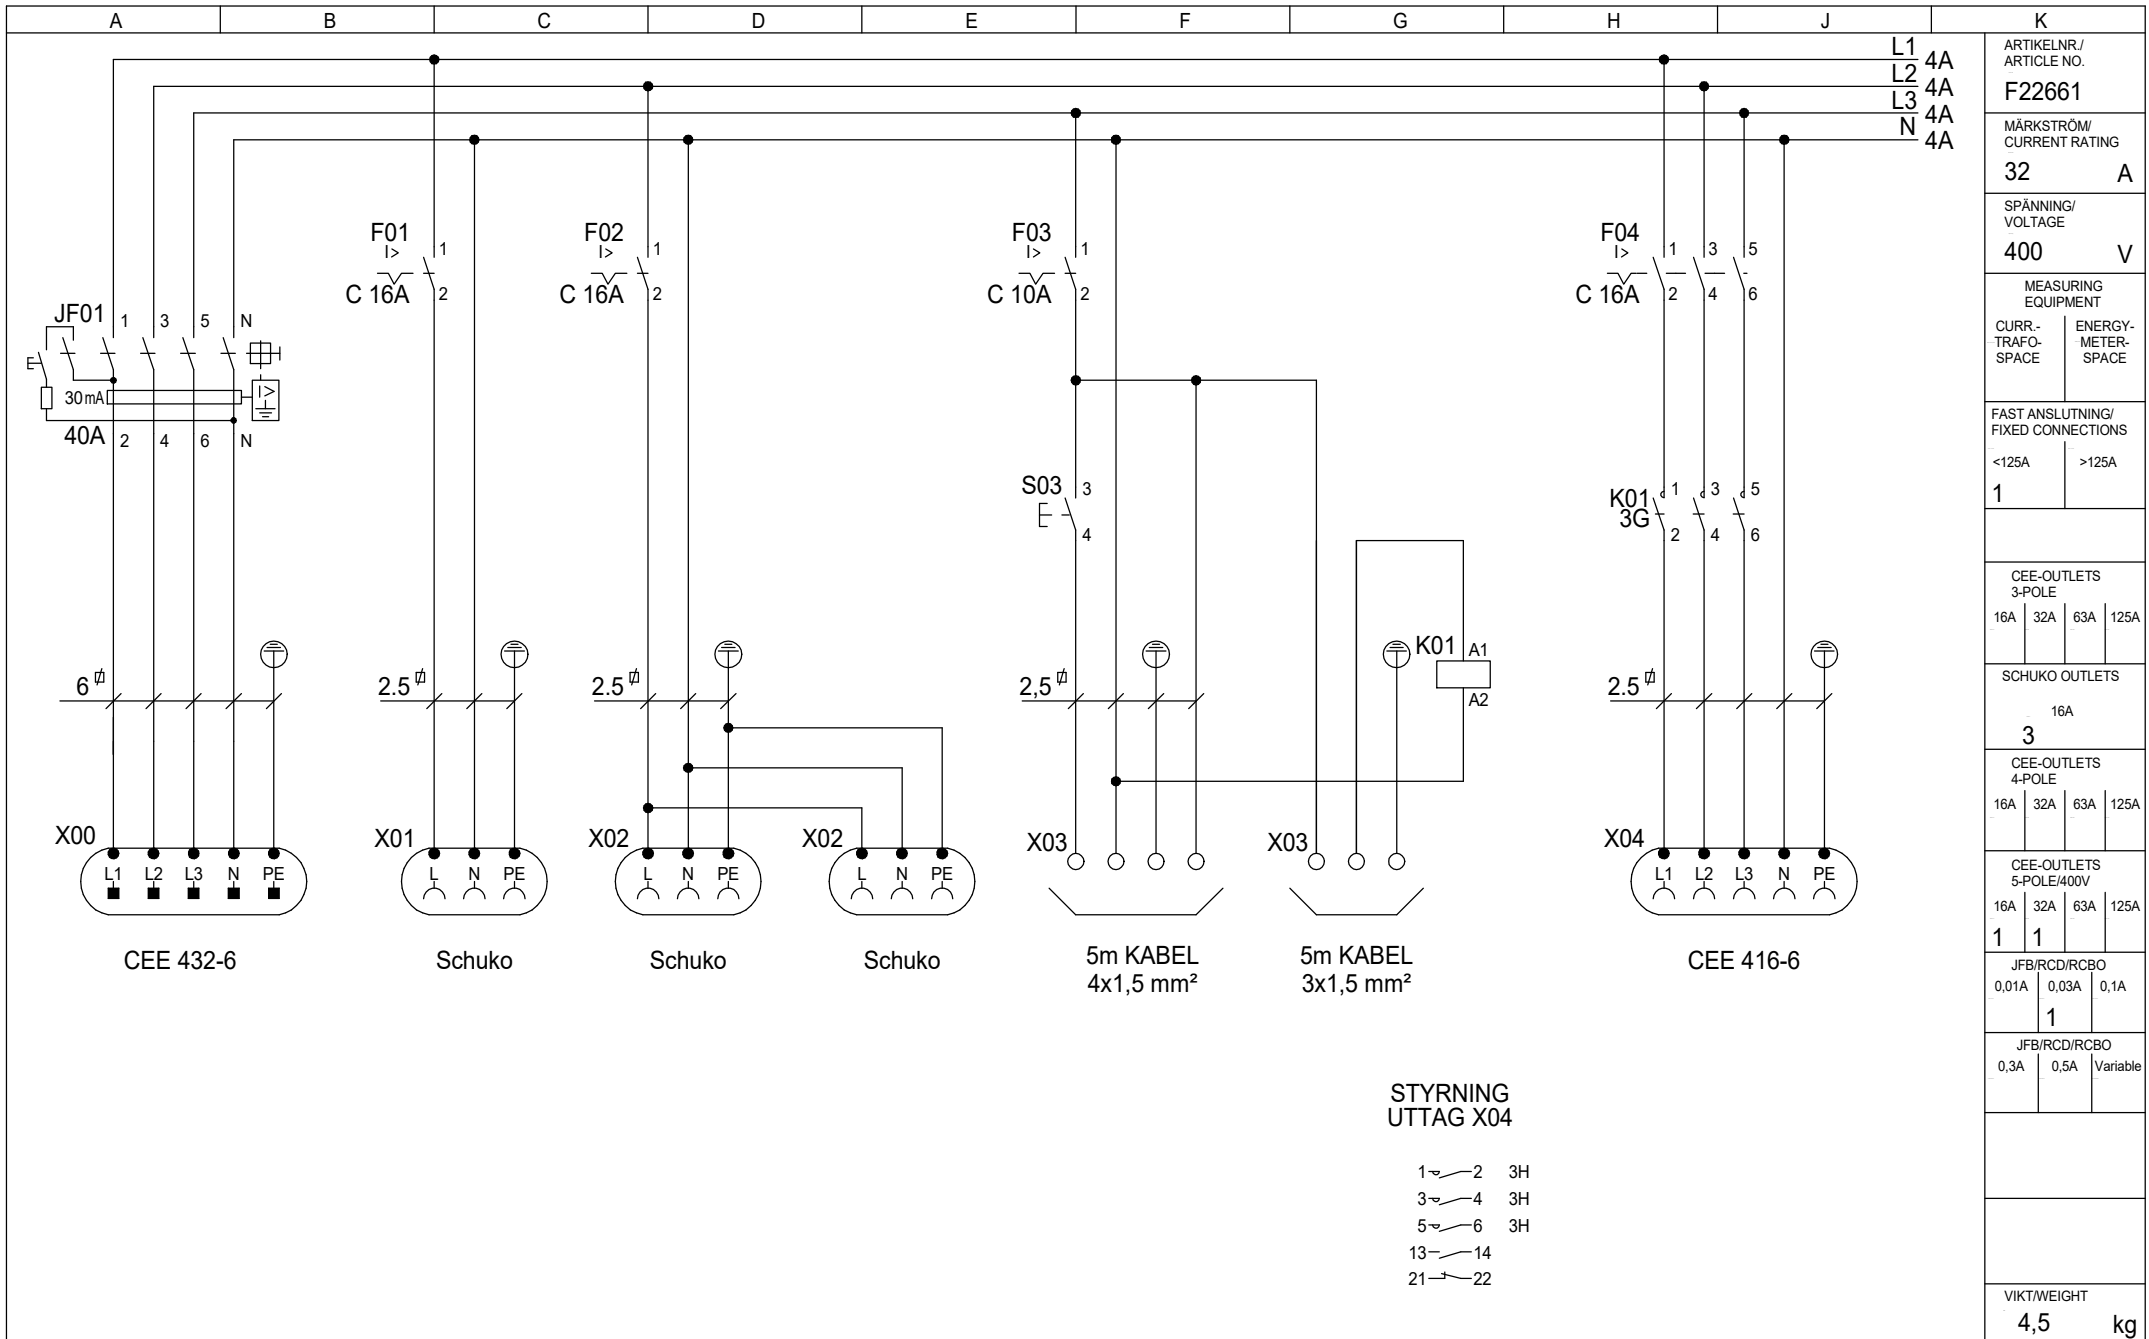 A B C D E F G H J K
L1 4A
L2 4A
L3 4A
N 4A
F01
I>
C 16A
1
2
F02
I>
C 16A
1
2
F03
I>
C 10A
1
2
F04
I>
C 16A
1 3 5
2 4 6
JF01
1 3 5 N
30 mA
I>
40A
2 4 6 N
S03
3
4
K01
3G
1 3 5
2 4 6
K01
A1
A2
6
2.5
2.5
2,5
2.5
X00
L1 L2 L3 N PE
X01
L N PE
X02
L N PE
X02
L N PE
X03
X03
X04
L1 L2 L3 N PE
CEE 432-6
Schuko
Schuko
Schuko
5m KABEL
4x1,5 mm²
5m KABEL
3x1,5 mm²
CEE 416-6
STYRNING
UTTAG X04
1 2 3H
3 4 3H
5 6 3H
13 14
21 22
ARTIKELNR./
ARTICLE NO.
F22661
MÄRKSTRÖM/
CURRENT RATING
32 A
SPÄNNING/
VOLTAGE
400 V
MEASURING
EQUIPMENT
CURR.-
TRAFO-
SPACE
ENERGY-
METER-
SPACE
FAST ANSLUTNING/
FIXED CONNECTIONS
<125A >125A
1
CEE-OUTLETS
3-POLE
16A 32A 63A 125A
SCHUKO OUTLETS
16A
3
CEE-OUTLETS
4-POLE
16A 32A 63A 125A
CEE-OUTLETS
5-POLE/400V
16A 32A 63A 125A
1 1
JFB/RCD/RCBO
0,01A 0,03A 0,1A
1
JFB/RCD/RCBO
0,3A 0,5A Variable
VIKT/WEIGHT
4,5 kg